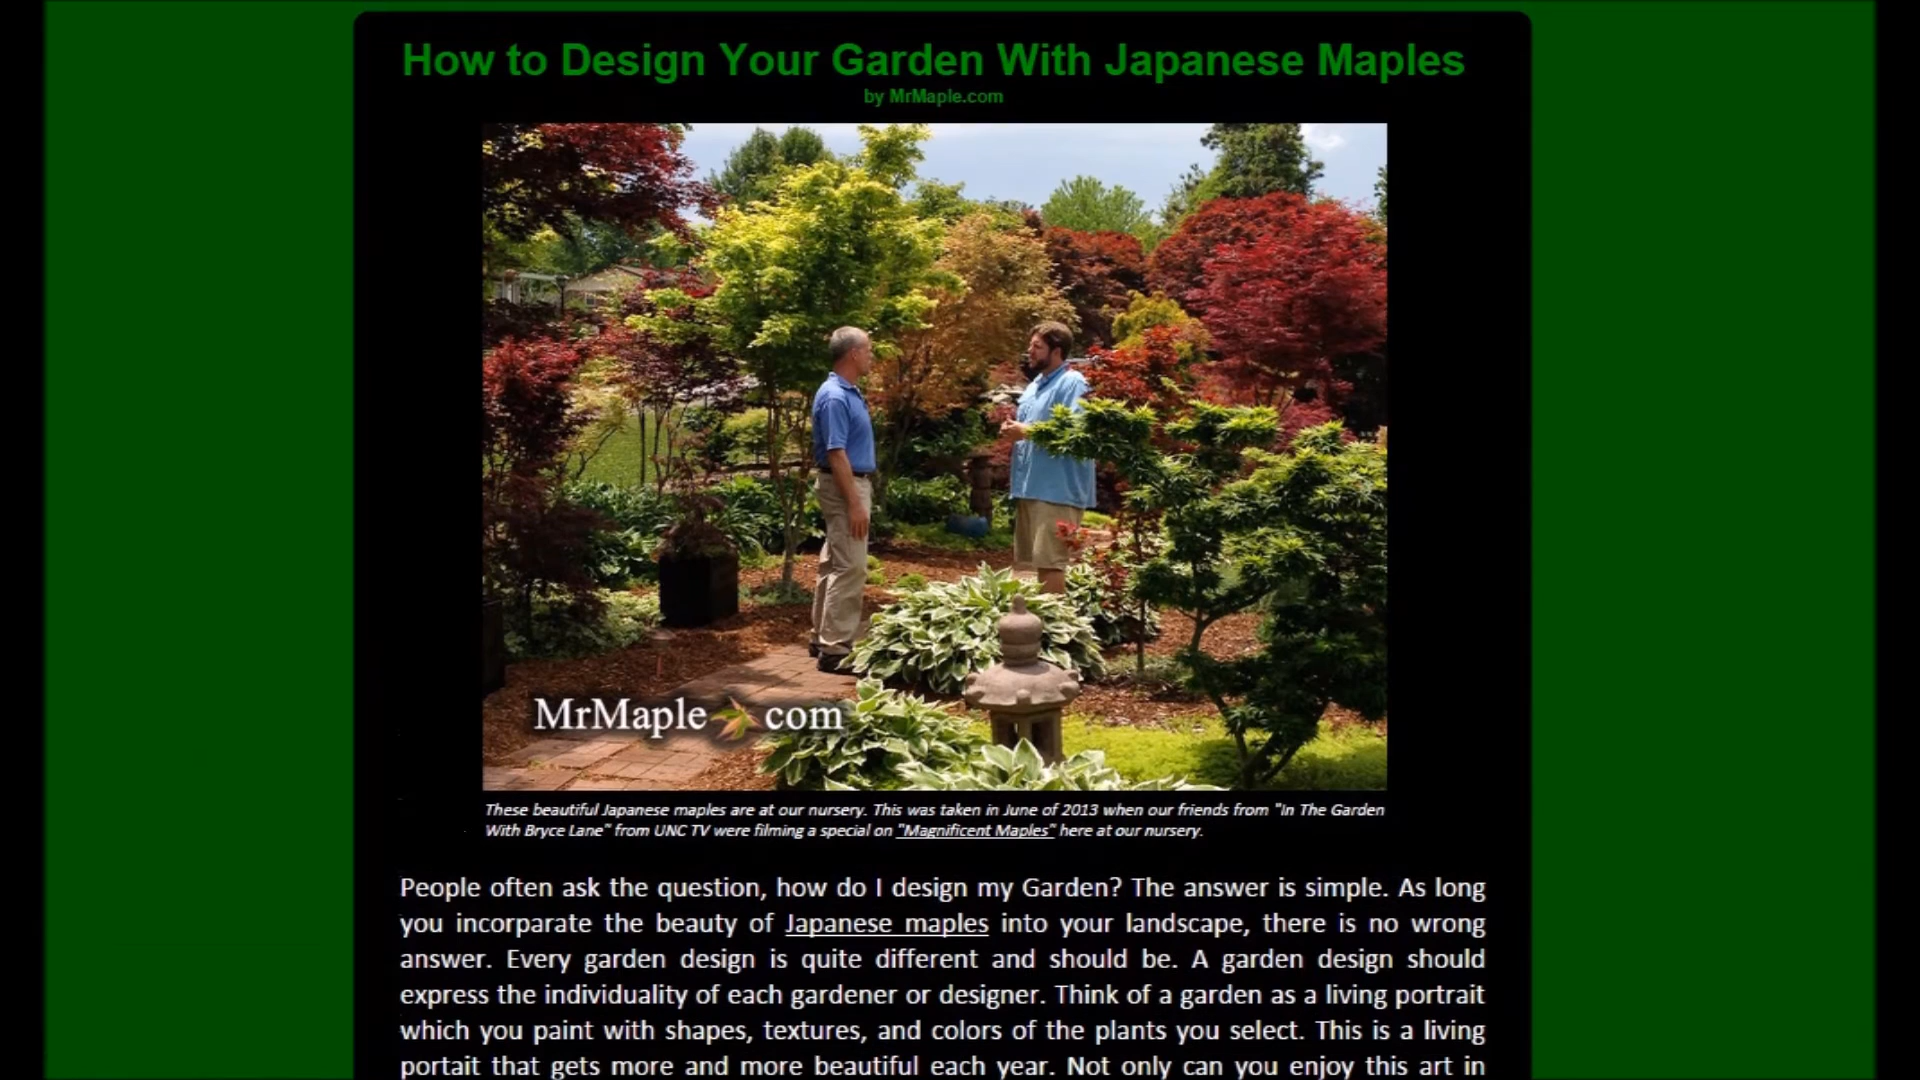 How to Design Your Garden With Japanese Maples
by MrMaple.com
MrMaple com
These beautiful Japanese maples are at our nursery. This was taken in June of 2013 when our friends from "In The Garden
With Bryce Lane" from UNC TV were filming a special on "Magnificent Maples" here at our nursery.
People often ask the question, how do I design my Garden? The answer is simple. As long
you incorparate the beauty of Japanese maples into your landscape, there is no wrong
answer. Every garden design is quite different and should be. A garden design should
express the individuality of each gardener or designer. Think of a garden as a living portrait
which you paint with shapes, textures, and colors of the plants you select. This is a living
portait that gets more and more beautiful each year. Not only can you enjoy this art in